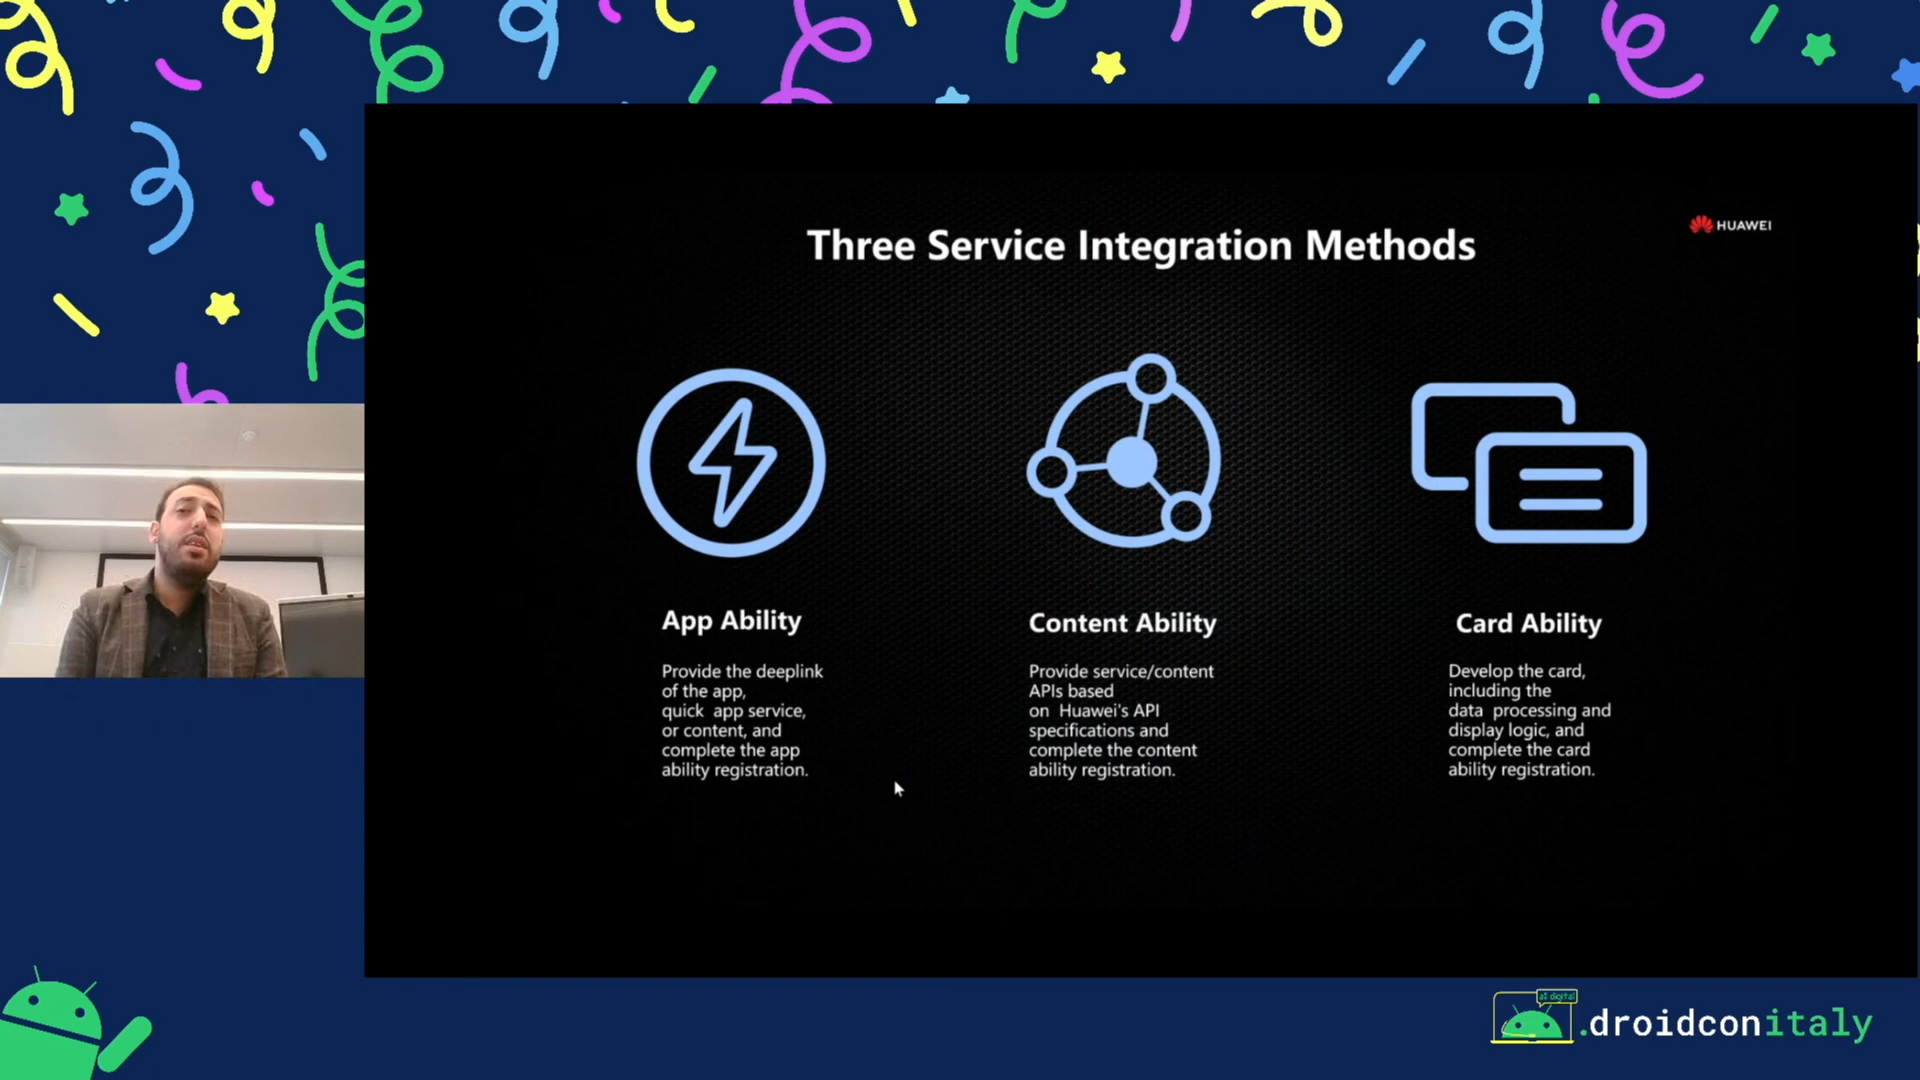 Three Service Integration Methods
HUAWEI
App Ability
Provide the deeplink
of the app,
quick app service,
or content, and
complete the app
ability registration.
Content Ability
Provide service/content
APIs based
on Huawei's API
specifications and
complete the content
ability registration.
Card Ability
Develop the card,
including the
data processing and
display logic, and
complete the card
ability registration.
.droidconitaly